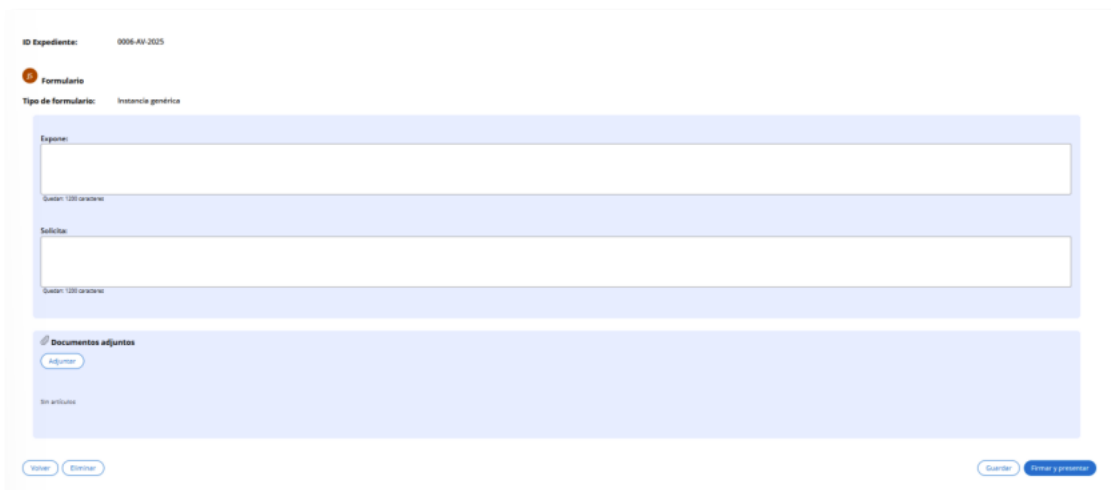 ID Expediente: 0006-AV-2025
Formulario
Tipo de formulario: Instancia genérica
Expone:
Quedan: 1200 caracteres
Solicita:
Quedan: 1200 caracteres
Documentos adjuntos
Adjuntar
Sin artículos
Volver Eliminar Guardar Firmar y presentar